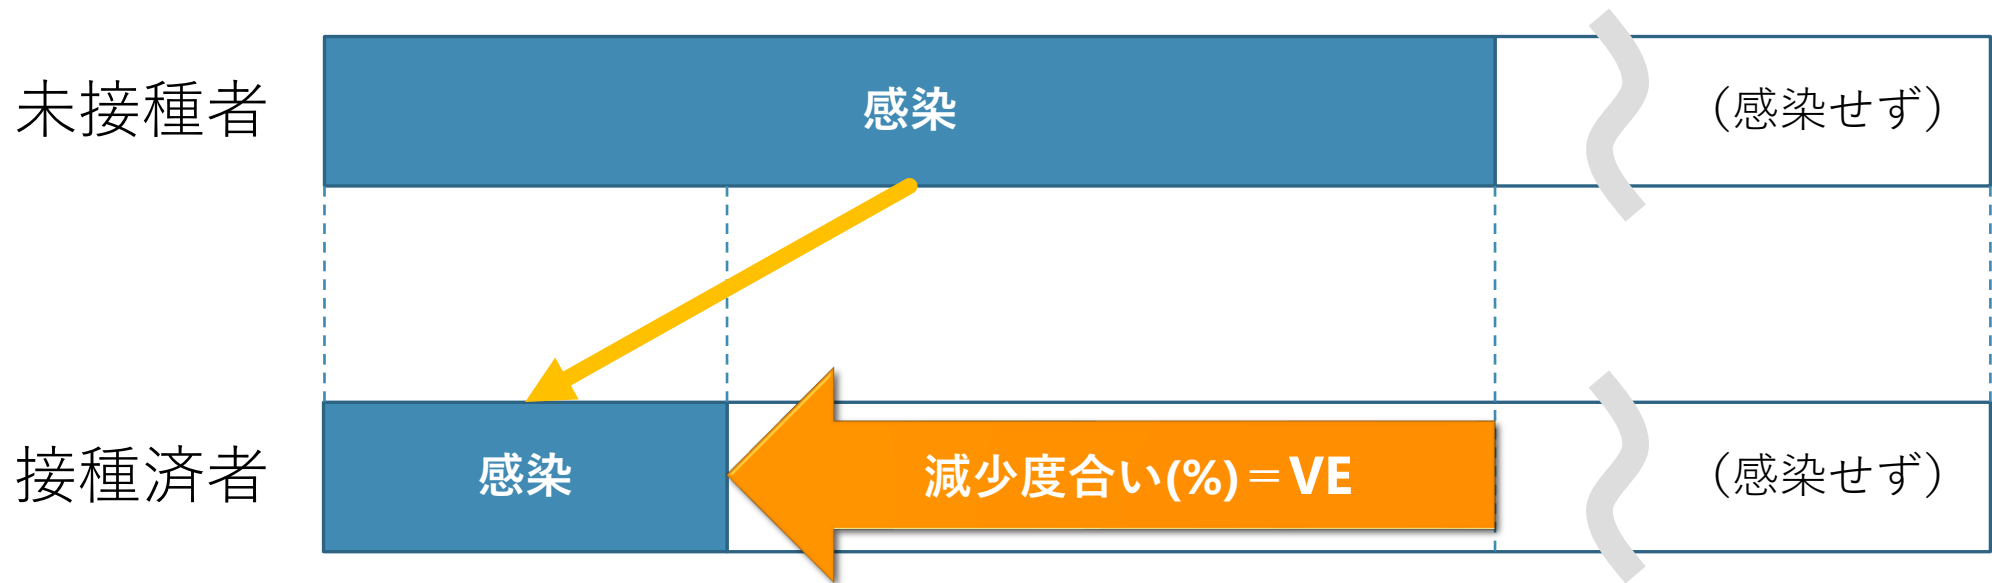 未接種者
感染
（感染せず）
接種済者
感染
減少度合い(%)＝VE
（感染せず）